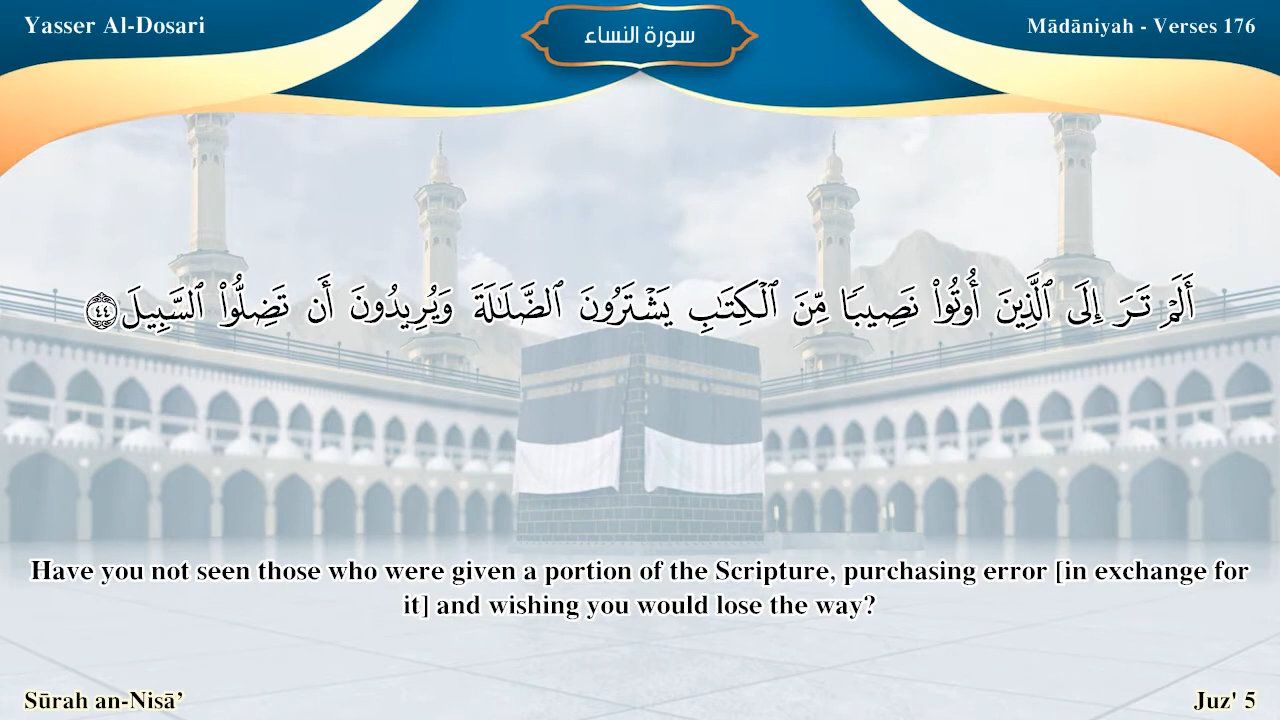 Yasser Al-Dosari
سورة النساء
Mādāniyah - Verses 176
أَلَمْ تَرَ إِلَى ٱلَّذِينَ أُوتُوا۟ نَصِيبًا مِّنَ ٱلْكِتَـٰبِ يَشْتَرُونَ ٱلضَّلَـٰلَةَ وَيُرِيدُونَ أَن تَضِلُّوا۟ ٱلسَّبِيلَ ٤٤
Have you not seen those who were given a portion of the Scripture, purchasing error [in exchange for
it] and wishing you would lose the way?
Sūrah an-Nisā’
Juz' 5